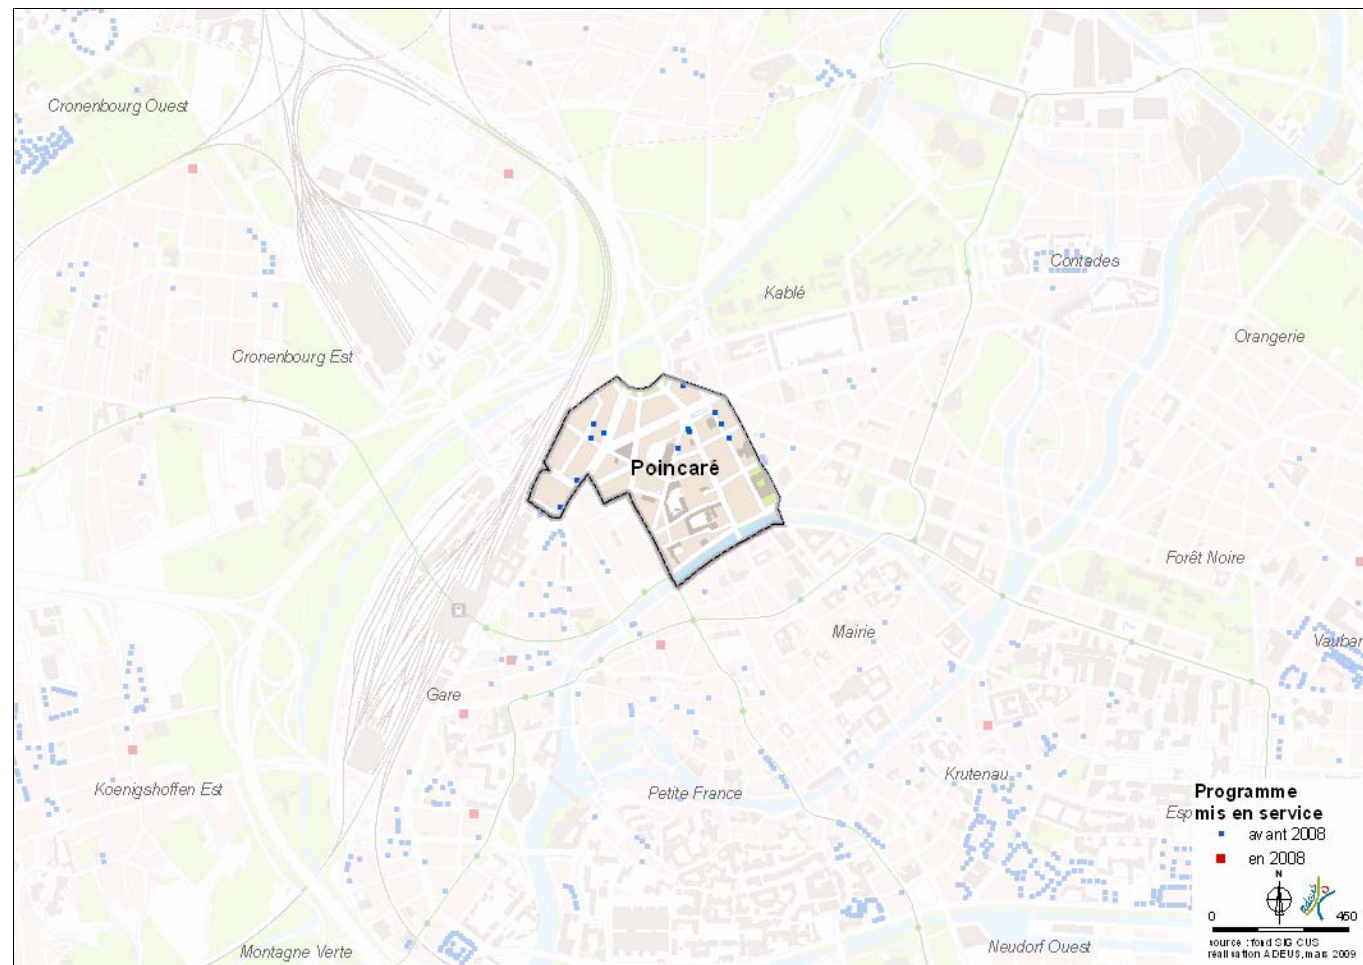 Cronenbourg Ouest
Contades
Kablé
Orangerie
Cronenbourg Est
Poincaré
Forêt Noire
Mairie
Vauban
Gare
Krutenau
Koenigshoffen Est
Petite France
Programme
Esp mis en service
avant 2008
en 2008
N
adeus
0 450
source : fond SIG CUS
réalisation ADEUS, mars 2009
Montagne Verte
Neudorf Ouest